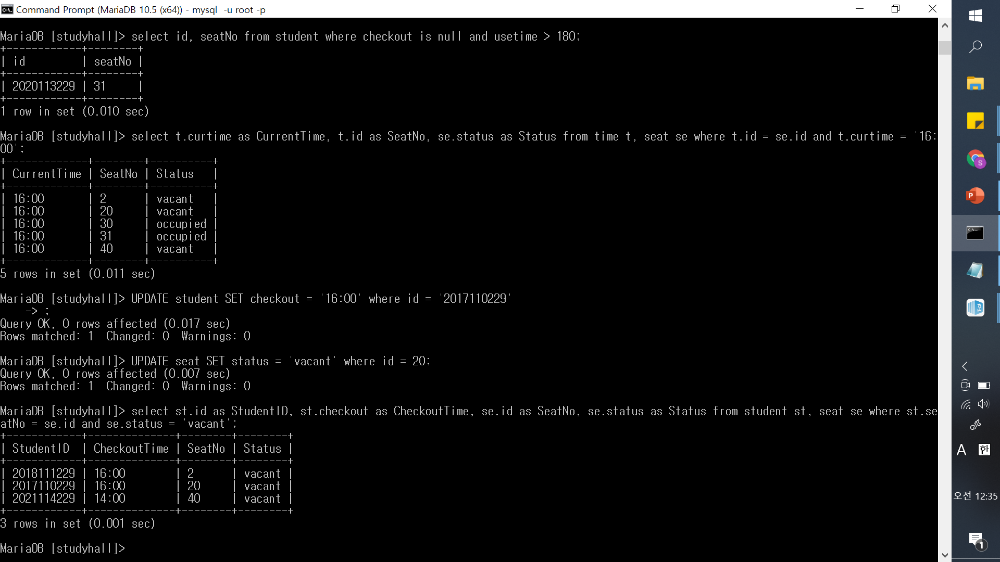 Command Prompt (MariaDB 10.5 (x64)) - mysql  -u root -p
MariaDB [studyhall]> select id, seatNo from student where checkout is null and usetime > 180;
+------------+--------+
| id         | seatNo |
+------------+--------+
| 2020113229 | 31     |
+------------+--------+
1 row in set (0.010 sec)
MariaDB [studyhall]> select t.curtime as CurrentTime, t.id as SeatNo, se.status as Status from time t, seat se where t.id = se.id and t.curtime = '16:
00';
+-------------+--------+----------+
| CurrentTime | SeatNo | Status   |
+-------------+--------+----------+
| 16:00       | 2      | vacant   |
| 16:00       | 20     | vacant   |
| 16:00       | 30     | occupied |
| 16:00       | 31     | occupied |
| 16:00       | 40     | vacant   |
+-------------+--------+----------+
5 rows in set (0.011 sec)
MariaDB [studyhall]> UPDATE student SET checkout = '16:00' where id = '2017110229'
    -> ;
Query OK, 0 rows affected (0.017 sec)
Rows matched: 1  Changed: 0  Warnings: 0
MariaDB [studyhall]> UPDATE seat SET status = 'vacant' where id = 20;
Query OK, 0 rows affected (0.007 sec)
Rows matched: 1  Changed: 0  Warnings: 0
MariaDB [studyhall]> select st.id as StudentID, st.checkout as CheckoutTime, se.id as SeatNo, se.status as Status from student st, seat se where st.se
atNo = se.id and se.status = 'vacant';
+------------+--------------+--------+--------+
| StudentID  | CheckoutTime | SeatNo | Status |
+------------+--------------+--------+--------+
| 2018111229 | 16:00        | 2      | vacant |
| 2017110229 | 16:00        | 20     | vacant |
| 2021114229 | 14:00        | 40     | vacant |
+------------+--------------+--------+--------+
3 rows in set (0.001 sec)
MariaDB [studyhall]>
S
P
A 한
오전 12:35
1